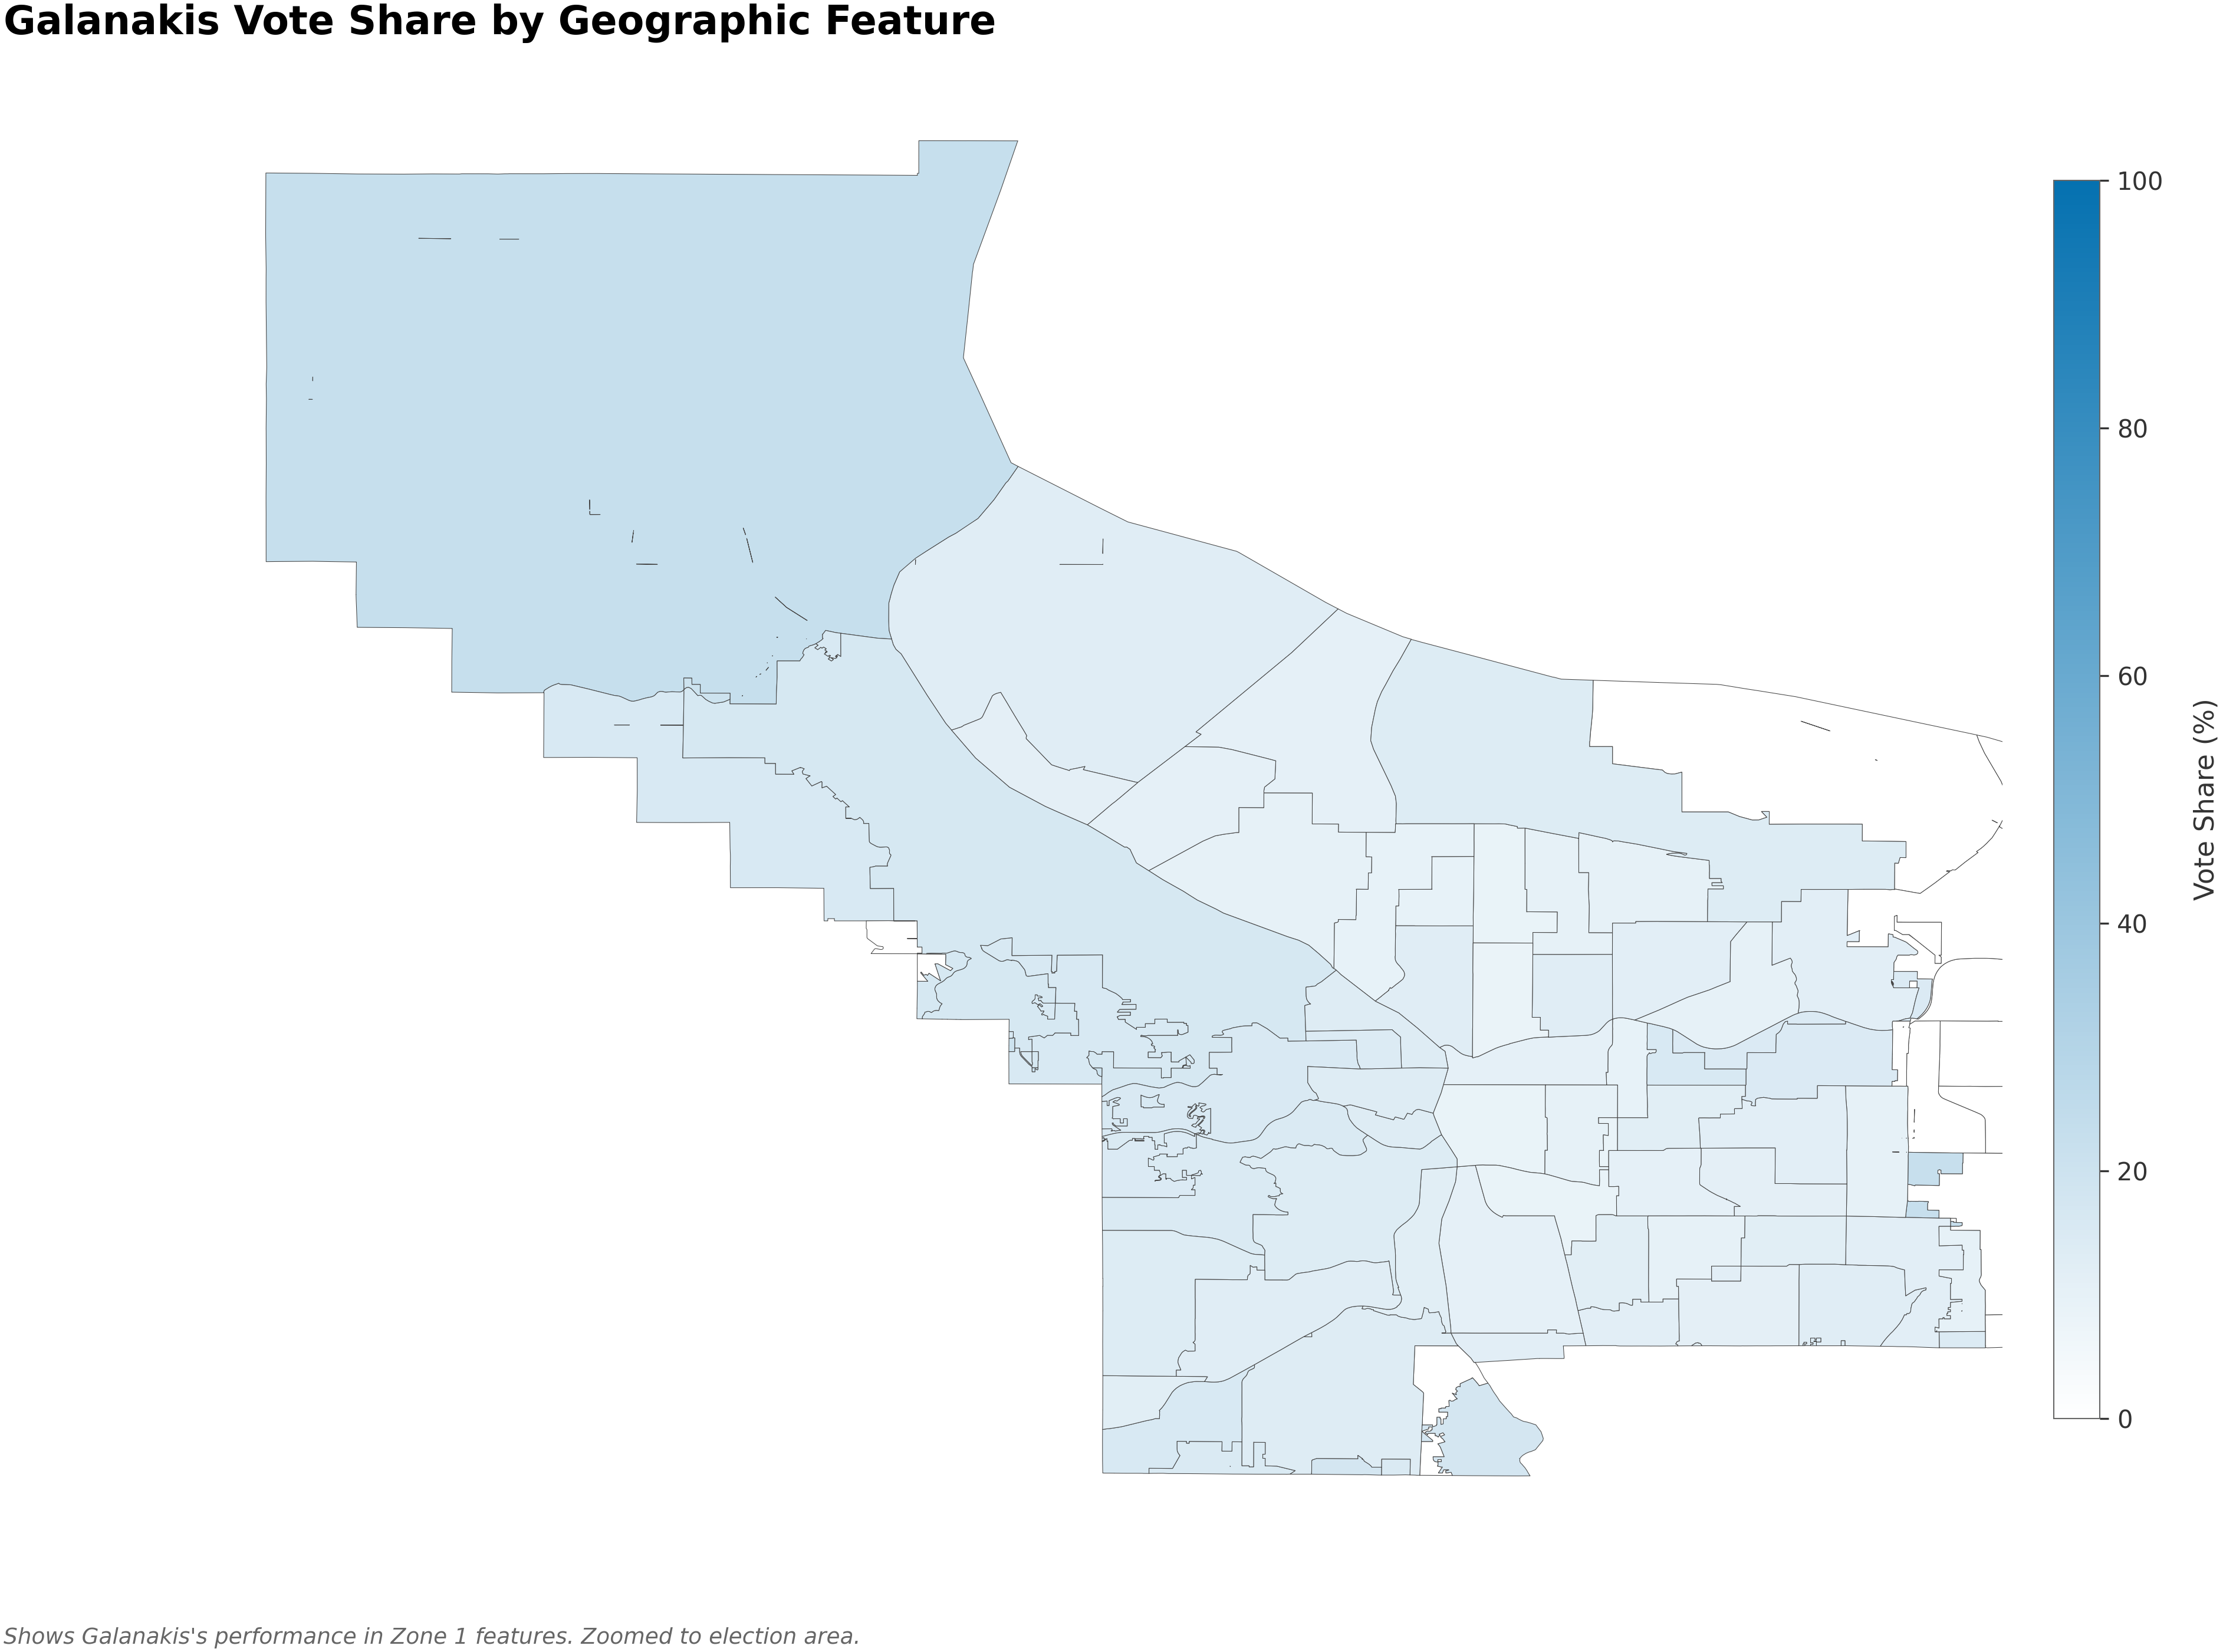 Galanakis Vote Share by Geographic Feature
100
80
60
40
20
0
Vote Share (%)
Shows Galanakis's performance in Zone 1 features. Zoomed to election area.